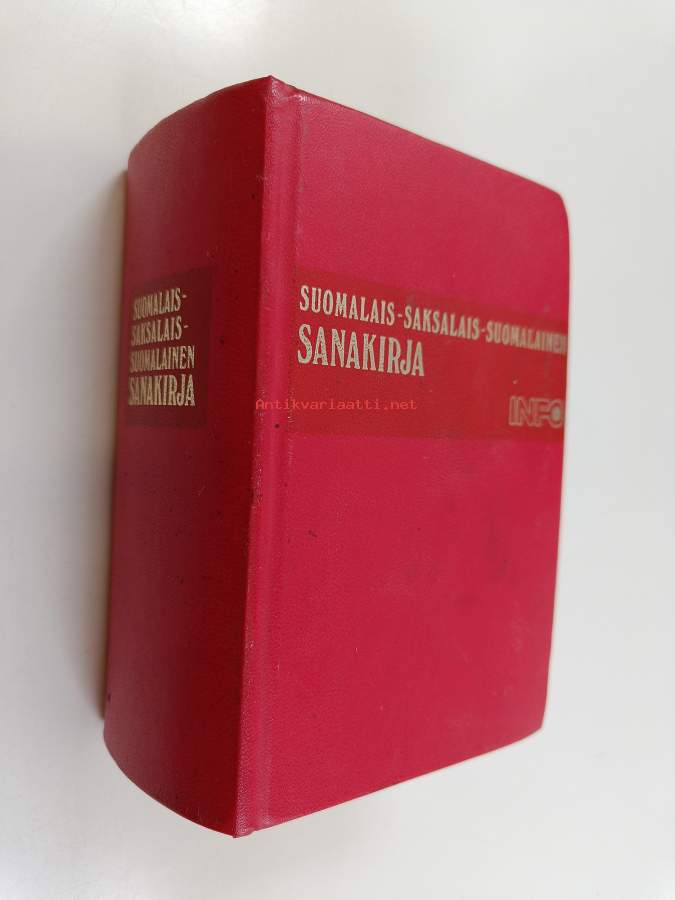 SUOMALAIS-
SAKSALAIS-
SUOMALAINEN
SANAKIRJA
SUOMALAIS-SAKSALAIS-SUOMALAINEN
SANAKIRJA
INFO
Antikvariaatti.net